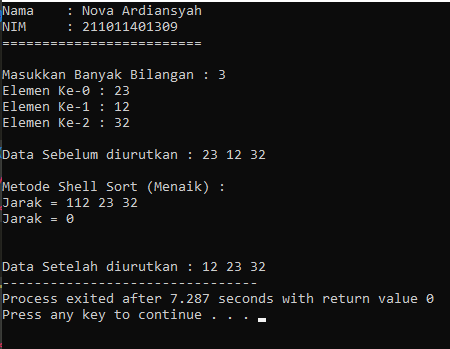 Nama    : Nova Ardiansyah
NIM     : 211011401309
=========================
Masukkan Banyak Bilangan : 3
Elemen Ke-0 : 23
Elemen Ke-1 : 12
Elemen Ke-2 : 32
Data Sebelum diurutkan : 23 12 32
Metode Shell Sort (Menaik) :
Jarak = 112 23 32
Jarak = 0
Data Setelah diurutkan : 12 23 32
--------------------------------
Process exited after 7.287 seconds with return value 0
Press any key to continue . . .